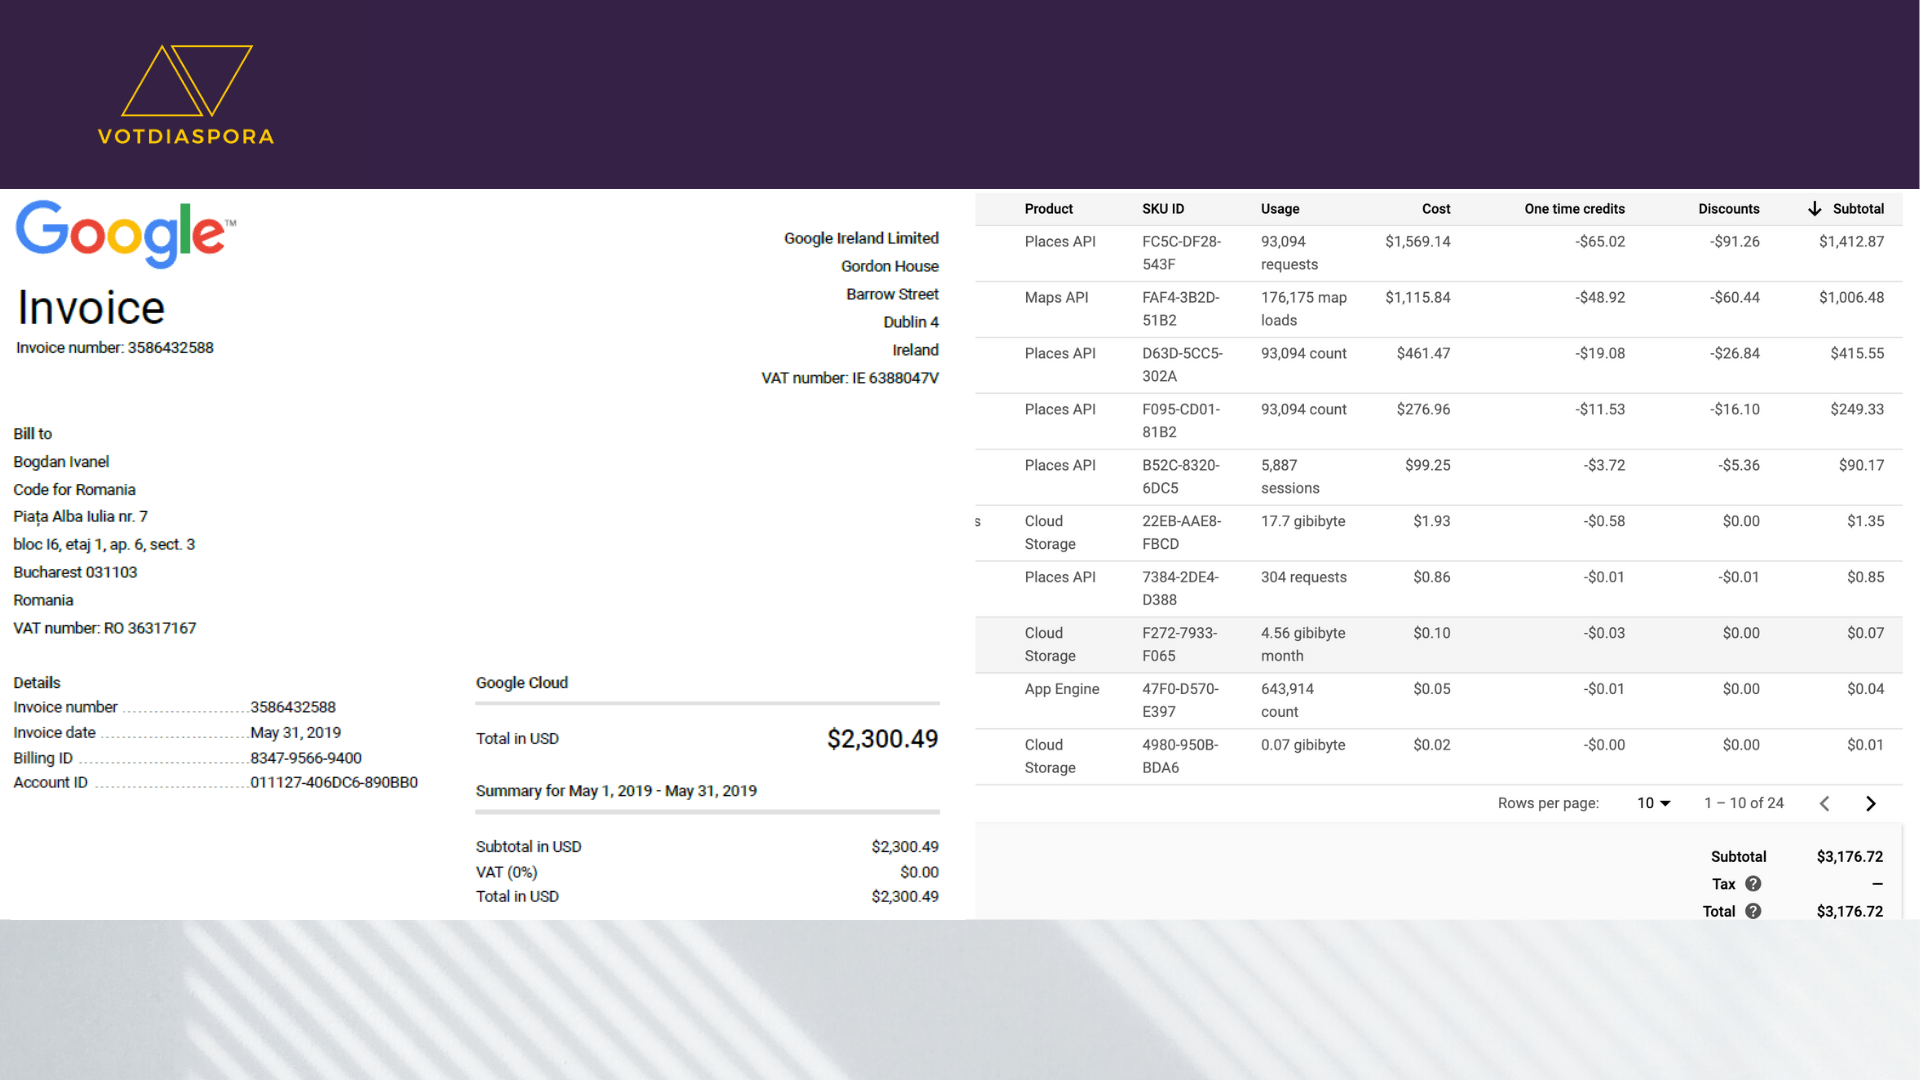 VOTDIASPORA
Google™
Invoice
Invoice number: 3586432588
Google Ireland Limited
Gordon House
Barrow Street
Dublin 4
Ireland
VAT number: IE 6388047V
Bill to
Bogdan Ivanel
Code for Romania
Piața Alba Iulia nr. 7
bloc I6, etaj 1, ap. 6, sect. 3
Bucharest 031103
Romania
VAT number: RO 36317167
Details
Invoice number 3586432588
Invoice date May 31, 2019
Billing ID 8347-9566-9400
Account ID 011127-406DC6-890BB0
Google Cloud
Total in USD $2,300.49
Summary for May 1, 2019 - May 31, 2019
Subtotal in USD $2,300.49
VAT (0%) $0.00
Total in USD $2,300.49
Product SKU ID Usage Cost One time credits Discounts Subtotal
Places API FC5C-DF28- 93,094 $1,569.14 -$65.02 -$91.26 $1,412.87
543F requests
Maps API FAF4-3B2D- 176,175 map $1,115.84 -$48.92 -$60.44 $1,006.48
51B2 loads
Places API D63D-5CC5- 93,094 count $461.47 -$19.08 -$26.84 $415.55
302A
Places API F095-CD01- 93,094 count $276.96 -$11.53 -$16.10 $249.33
81B2
Places API B52C-8320- 5,887 $99.25 -$3.72 -$5.36 $90.17
6DC5 sessions
s Cloud 22EB-AAE8- 17.7 gibibyte $1.93 -$0.58 $0.00 $1.35
Storage FBCD
Places API 7384-2DE4- 304 requests $0.86 -$0.01 -$0.01 $0.85
D388
Cloud F272-7933- 4.56 gibibyte $0.10 -$0.03 $0.00 $0.07
Storage F065 month
App Engine 47F0-D570- 643,914 $0.05 -$0.01 $0.00 $0.04
E397 count
Cloud 4980-950B- 0.07 gibibyte $0.02 -$0.00 $0.00 $0.01
Storage BDA6
Rows per page: 10 1 – 10 of 24
Subtotal $3,176.72
Tax ? –
Total ? $3,176.72